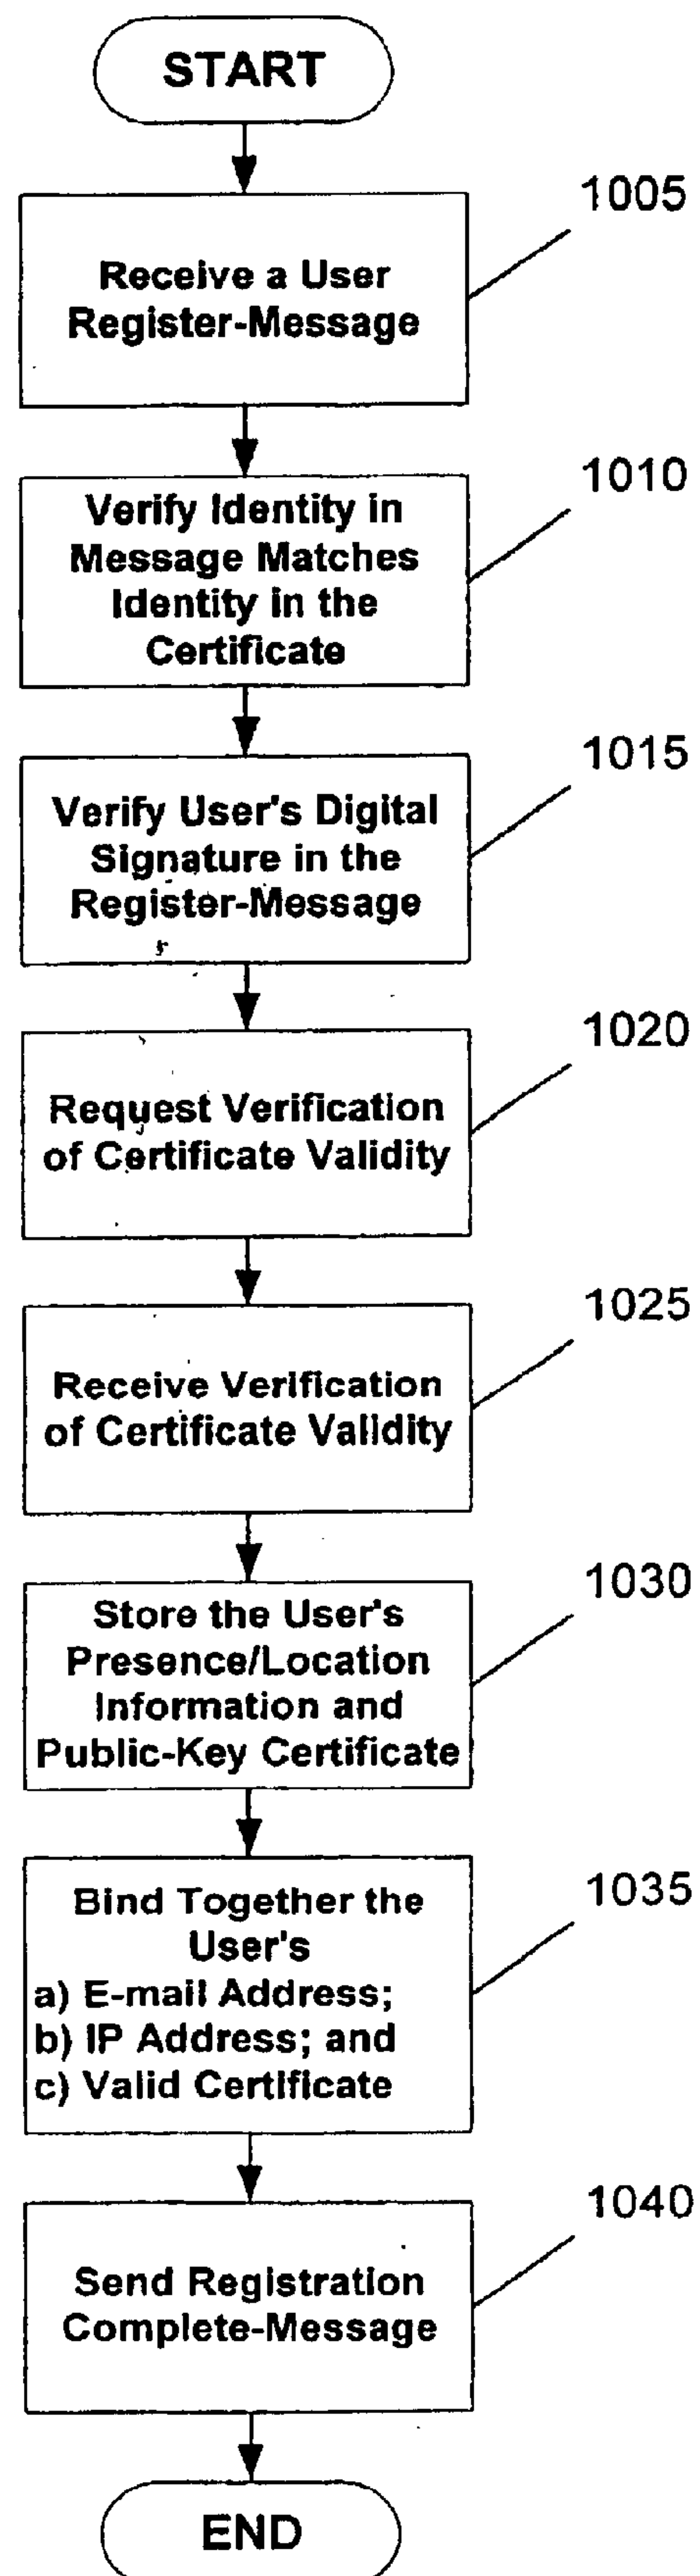 START
1005
Receive a User
Register-Message
1010
Verify Identity in
Message Matches
Identity in the
Certificate
1015
Verify User's Digital
Signature in the
Register-Message
1020
Request Verification
of Certificate Validity
1025
Receive Verification
of Certificate Validity
1030
Store the User's
Presence/Location
Information and
Public-Key Certificate
1035
Bind Together the
User's
a) E-mail Address;
b) IP Address; and
c) Valid Certificate
1040
Send Registration
Complete-Message
END